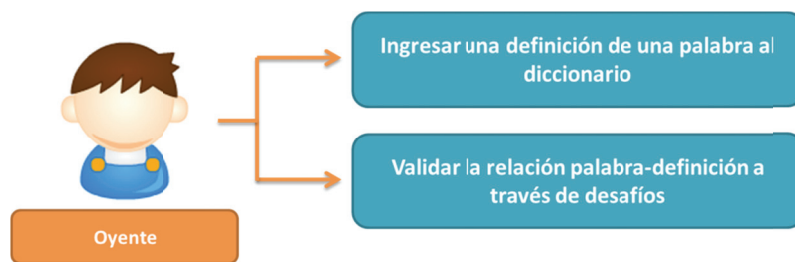 Ingresar una definición de una palabra al
diccionario
Validar la relación palabra-definición a
través de desafíos
Oyente